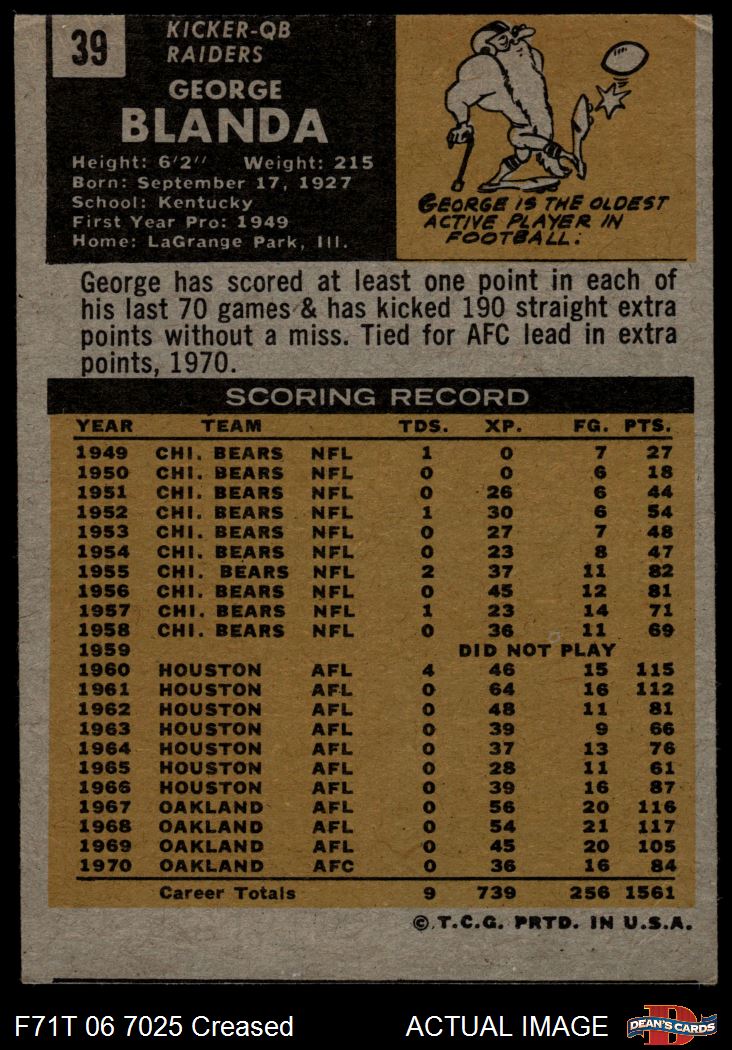 39
KICKER-QB
RAIDERS
GEORGE
BLANDA
Height: 6'2" Weight: 215
Born: September 17, 1927
School: Kentucky
First Year Pro: 1949
Home: LaGrange Park, Ill.
GEORGE IS THE OLDEST
ACTIVE PLAYER IN
FOOTBALL.
George has scored at least one point in each of
his last 70 games & has kicked 190 straight extra
points without a miss. Tied for AFC lead in extra
points, 1970.
SCORING RECORD
YEAR TEAM TDS. XP. FG. PTS.
1949 CHI. BEARS NFL 1 0 7 27
1950 CHI. BEARS NFL 0 0 6 18
1951 CHI. BEARS NFL 0 26 6 44
1952 CHI. BEARS NFL 1 30 6 54
1953 CHI. BEARS NFL 0 27 7 48
1954 CHI. BEARS NFL 0 23 8 47
1955 CHI. BEARS NFL 2 37 11 82
1956 CHI. BEARS NFL 0 45 12 81
1957 CHI. BEARS NFL 1 23 14 71
1958 CHI. BEARS NFL 0 36 11 69
1959 DID NOT PLAY
1960 HOUSTON AFL 4 46 15 115
1961 HOUSTON AFL 0 64 16 112
1962 HOUSTON AFL 0 48 11 81
1963 HOUSTON AFL 0 39 9 66
1964 HOUSTON AFL 0 37 13 76
1965 HOUSTON AFL 0 28 11 61
1966 HOUSTON AFL 0 39 16 87
1967 OAKLAND AFL 0 56 20 116
1968 OAKLAND AFL 0 54 21 117
1969 OAKLAND AFL 0 45 20 105
1970 OAKLAND AFC 0 36 16 84
Career Totals 9 739 256 1561
© T.C.G. PRTD. IN U.S.A.
F71T 06 7025 Creased ACTUAL IMAGE
D
DEAN'S CARDS